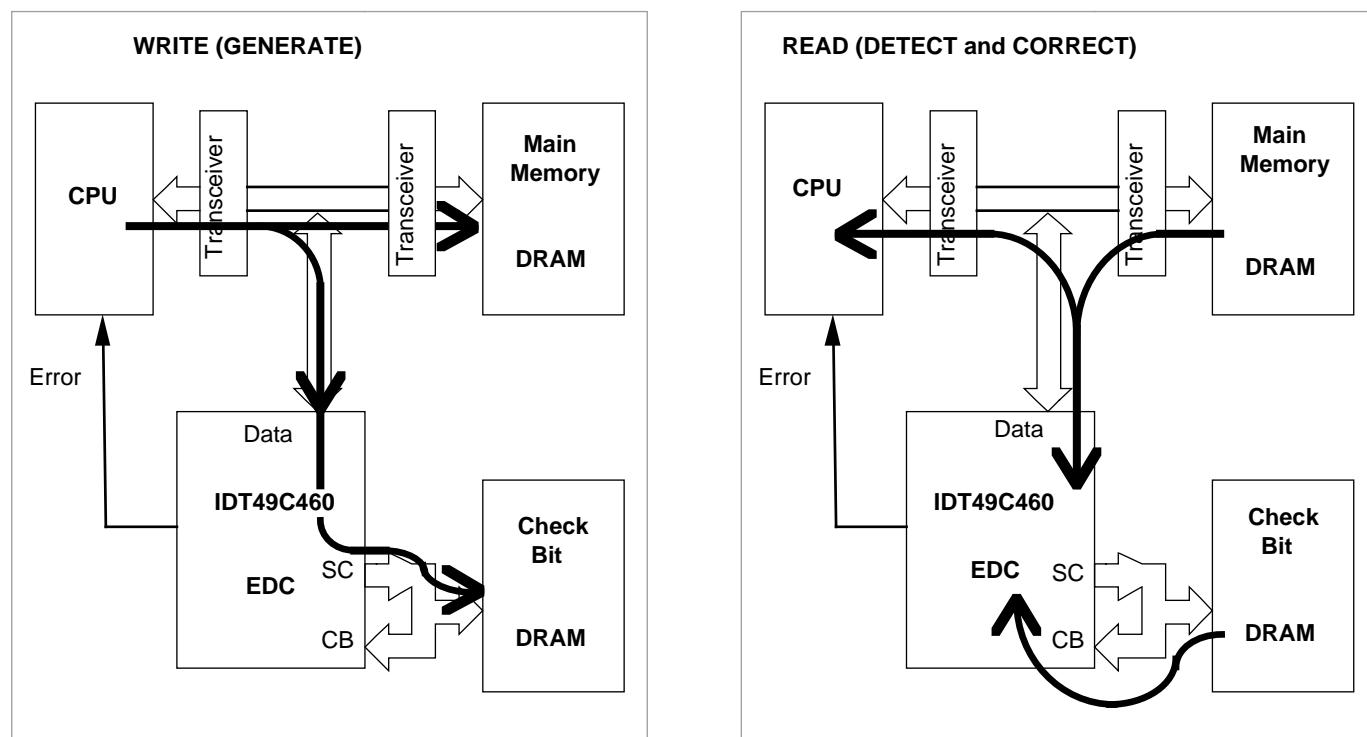 WRITE (GENERATE)
CPU
Transceiver
Transceiver
Main
Memory
DRAM
Error
Data
IDT49C460
EDC
SC
CB
Check
Bit
DRAM
READ (DETECT and CORRECT)
CPU
Transceiver
Transceiver
Main
Memory
DRAM
Error
Data
IDT49C460
EDC
SC
CB
Check
Bit
DRAM